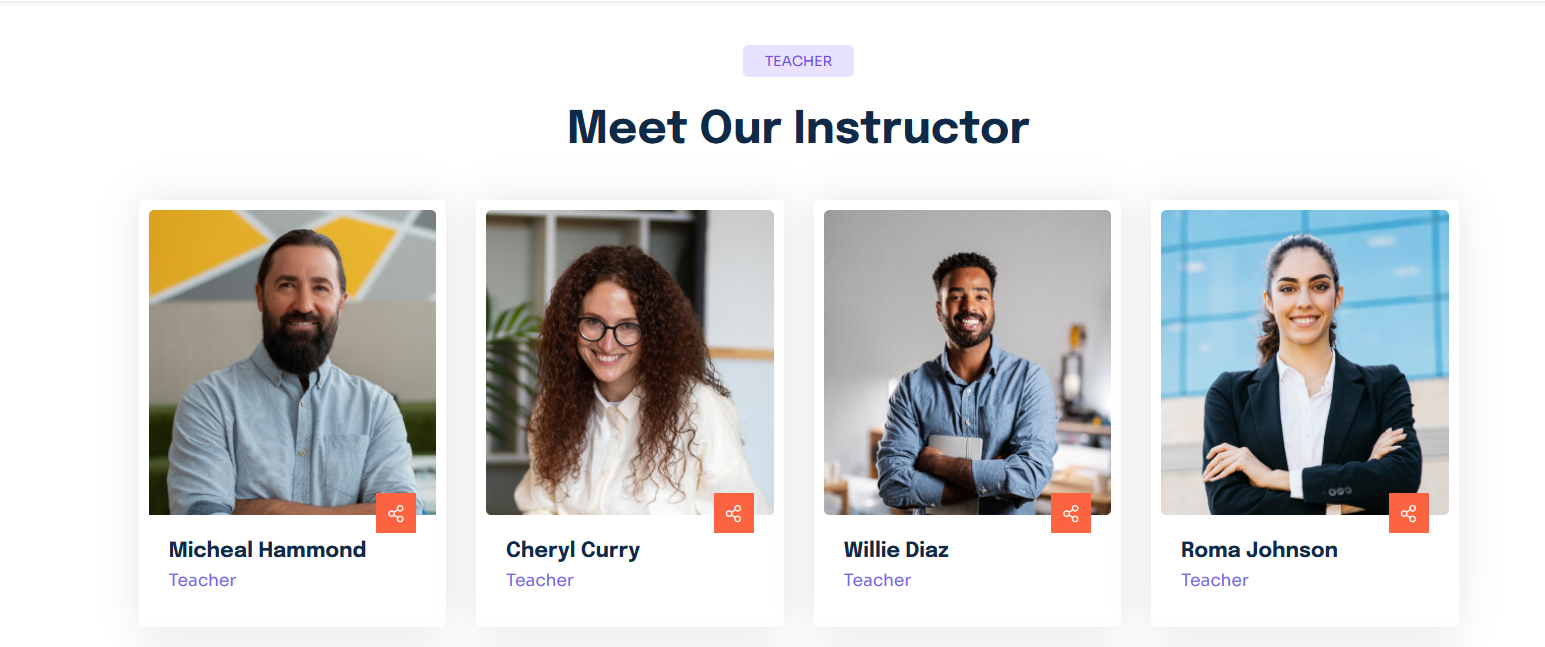 TEACHER
Meet Our Instructor
Micheal Hammond
Teacher
Cheryl Curry
Teacher
Willie Diaz
Teacher
Roma Johnson
Teacher